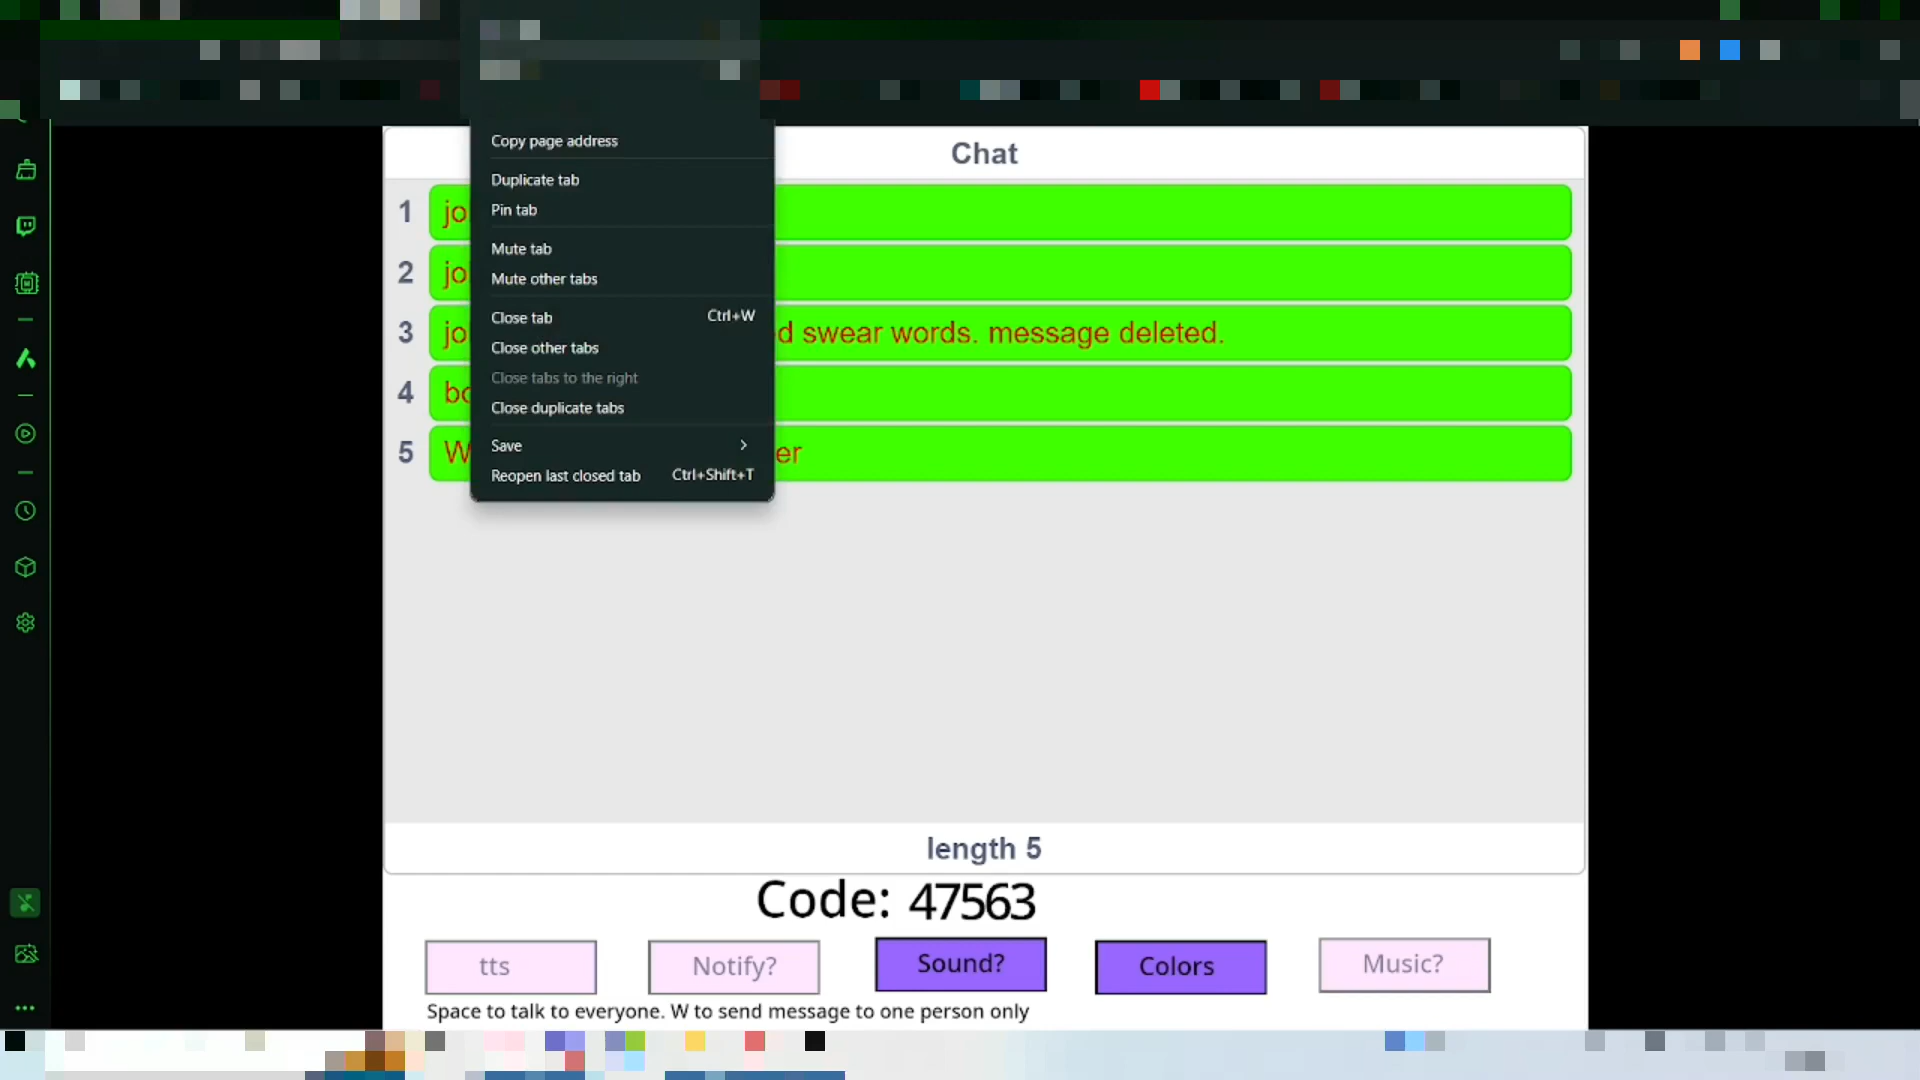 Copy page address
Duplicate tab
Pin tab
Mute tab
Mute other tabs
Close tab Ctrl+W
Close other tabs
Close tabs to the right
Close duplicate tabs
Save
Reopen last closed tab Ctrl+Shift+T
Chat
1
2
3 swear words. message deleted.
4
5
length 5
Code: 47563
tts Notify? Sound? Colors Music?
Space to talk to everyone. W to send message to one person only